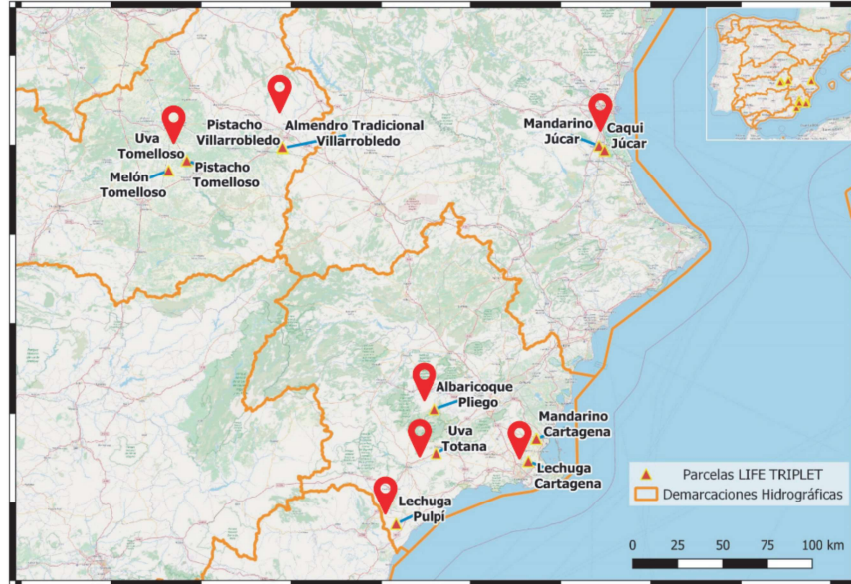 Uva
Tomelloso
Melón
Tomelloso
Pistacho
Tomelloso
Pistacho
Villarrobledo
Almendro Tradicional
Villarrobledo
Mandarino
Júcar
Caqui
Júcar
Albaricoque
Pliego
Uva
Totana
Mandarino
Cartagena
Lechuga
Cartagena
Lechuga
Pulpí
Parcelas LIFE TRIPLET
Demarcaciones Hidrográficas
0 25 50 75 100 km